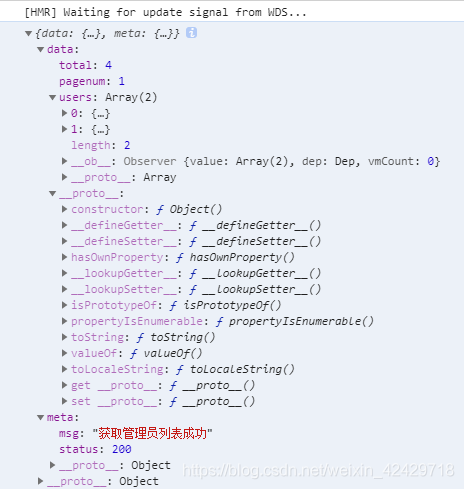 [HMR] Waiting for update signal from WDS...
{data: {…}, meta: {…}} i
data:
total: 4
pagenum: 1
users: Array(2)
0: {…}
1: {…}
length: 2
__ob__: Observer {value: Array(2), dep: Dep, vmCount: 0}
__proto__: Array
__proto__:
constructor: ƒ Object()
__defineGetter__: ƒ __defineGetter__()
__defineSetter__: ƒ __defineSetter__()
hasOwnProperty: ƒ hasOwnProperty()
__lookupGetter__: ƒ __lookupGetter__()
__lookupSetter__: ƒ __lookupSetter__()
isPrototypeOf: ƒ isPrototypeOf()
propertyIsEnumerable: ƒ propertyIsEnumerable()
toString: ƒ toString()
valueOf: ƒ valueOf()
toLocaleString: ƒ toLocaleString()
get __proto__: ƒ __proto__()
set __proto__: ƒ __proto__()
meta:
msg: "获取管理员列表成功"
status: 200
__proto__: Object
__proto__: Object
https://blog.csdn.net/weixin_42429718